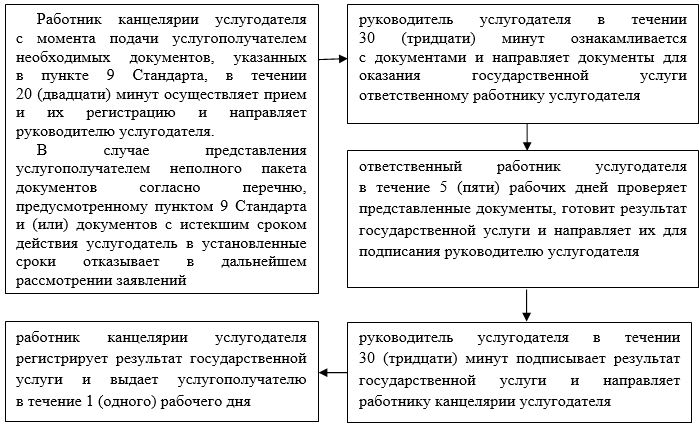 Работник канцелярии услугодателя
с момента подачи услугополучателем
необходимых документов, указанных
в пункте 9 Стандарта, в течении
20 (двадцати) минут осуществляет прием
и их регистрацию и направляет
руководителю услугодателя.
В случае представления
услугополучателем неполного пакета
документов согласно перечню,
предусмотренному пунктом 9 Стандарта
и (или) документов с истекшим сроком
действия услугодатель в установленные
сроки отказывает в дальнейшем
рассмотрении заявлений
руководитель услугодателя в течении
30 (тридцати) минут ознакамливается
с документами и направляет документы для
оказания государственной услуги
ответственному работнику услугодателя
ответственный работник услугодателя
в течение 5 (пяти) рабочих дней проверяет
представленные документы, готовит результат
государственной услуги и направляет их для
подписания руководителю услугодателя
руководитель услугодателя в течении
30 (тридцати) минут подписывает результат
государственной услуги и направляет
работнику канцелярии услугодателя
работник канцелярии услугодателя
регистрирует результат государственной
услуги и выдает услугополучателю
в течение 1 (одного) рабочего дня